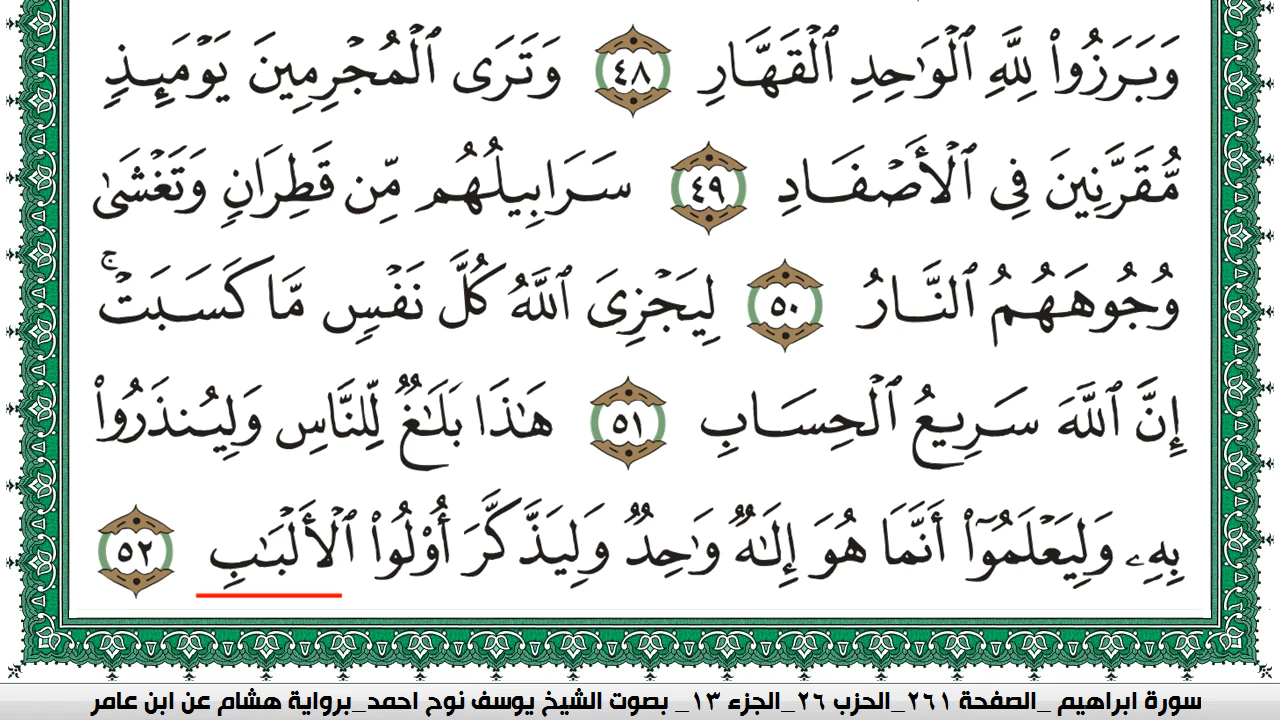 وَبَرَزُوا۟ لِلَّهِ ٱلْوَٰحِدِ ٱلْقَهَّارِ ٤٨ وَتَرَى ٱلْمُجْرِمِينَ يَوْمَئِذٍ
مُّقَرَّنِينَ فِى ٱلْأَصْفَادِ ٤٩ سَرَابِيلُهُم مِّن قَطِرَانٍ وَتَغْشَىٰ
وُجُوهَهُمُ ٱلنَّارُ ٥٠ لِيَجْزِىَ ٱللَّهُ كُلَّ نَفْسٍ مَّا كَسَبَتْ ۚ
إِنَّ ٱللَّهَ سَرِيعُ ٱلْحِسَابِ ٥١ هَٰذَا بَلَٰغٌ لِّلنَّاسِ وَلِيُنذَرُوا۟
بِهِۦ وَلِيَعْلَمُوٓا۟ أَنَّمَا هُوَ إِلَٰهٌ وَٰحِدٌ وَلِيَذَّكَّرَ أُو۟لُوا۟ ٱلْأَلْبَٰبِ ٥٢
سورة ابراهيم _الصفحة ٢٦١_الحزب ٢٦_الجزء ١٣_ بصوت الشيخ يوسف نوح احمد_برواية هشام عن ابن عامر